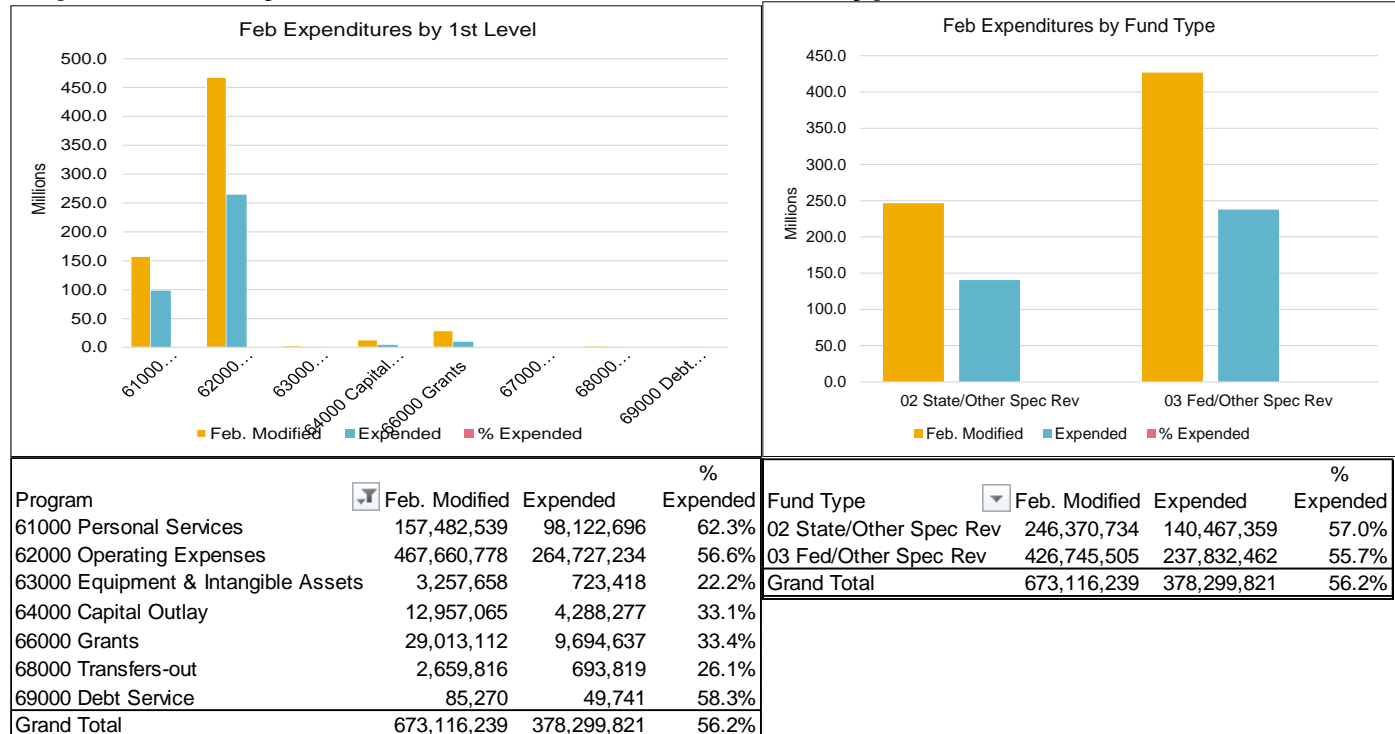 Feb Expenditures by 1st Level
500.0
450.0
400.0
350.0
300.0
250.0
200.0
150.0
100.0
50.0
0.0
Millions
61000...
62000...
63000...
64000 Capital...
66000 Grants
67000...
68000...
69000 Debt...
Feb. Modified Expended % Expended
Feb Expenditures by Fund Type
450.0
400.0
350.0
300.0
250.0
200.0
150.0
100.0
50.0
0.0
Millions
02 State/Other Spec Rev 03 Fed/Other Spec Rev
Feb. Modified Expended % Expended
Program Feb. Modified Expended % Expended
61000 Personal Services 157,482,539 98,122,696 62.3%
62000 Operating Expenses 467,660,778 264,727,234 56.6%
63000 Equipment & Intangible Assets 3,257,658 723,418 22.2%
64000 Capital Outlay 12,957,065 4,288,277 33.1%
66000 Grants 29,013,112 9,694,637 33.4%
68000 Transfers-out 2,659,816 693,819 26.1%
69000 Debt Service 85,270 49,741 58.3%
Grand Total 673,116,239 378,299,821 56.2%
Fund Type Feb. Modified Expended % Expended
02 State/Other Spec Rev 246,370,734 140,467,359 57.0%
03 Fed/Other Spec Rev 426,745,505 237,832,462 55.7%
Grand Total 673,116,239 378,299,821 56.2%